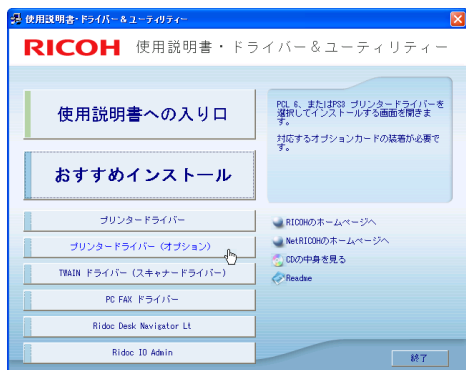 使用説明書・ドライバー＆ユーティリティー
RICOH 使用説明書・ドライバー＆ユーティリティー
使用説明書への入り口
おすすめインストール
プリンタードライバー
プリンタードライバー（オプション）
TWAIN ドライバー（スキャナードライバー）
PC FAX ドライバー
Ridoc Desk Navigator Lt
Ridoc IO Admin
PCL 6、またはPS3 プリンタードライバーを
選択してインストールする画面を開きま
す。
対応するオプションカードの装着が必要で
す。
RICOHのホームページへ
NetRICOHのホームページへ
CDの中身を見る
Readme
終了